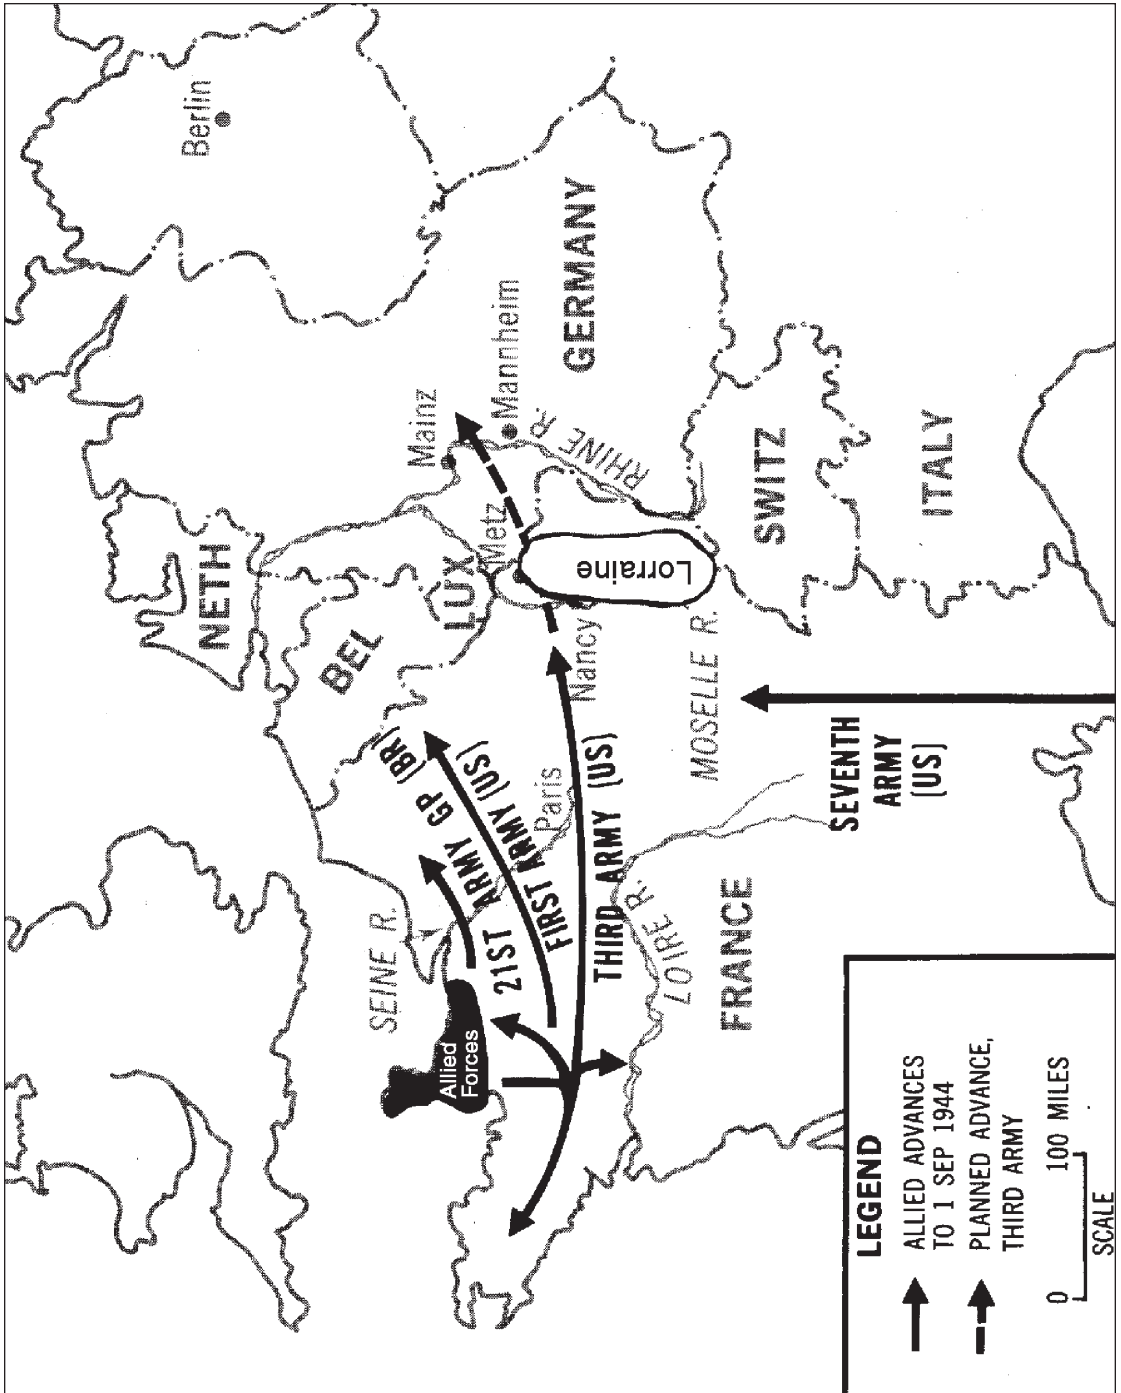 Berlin
NETH
BEL
LUX
Mainz
Mannheim
Metz
GERMANY
RHINE R.
Lorraine
Nancy
MOSELLE R.
SWITZ
ITALY
SEINE R.
Allied
Forces
21ST ARMY GP (BR)
FIRST ARMY (US)
Paris
THIRD ARMY (US)
LOIRE R.
FRANCE
SEVENTH
ARMY
(US)
LEGEND
ALLIED ADVANCES
TO 1 SEP 1944
PLANNED ADVANCE,
THIRD ARMY
0 100 MILES
SCALE